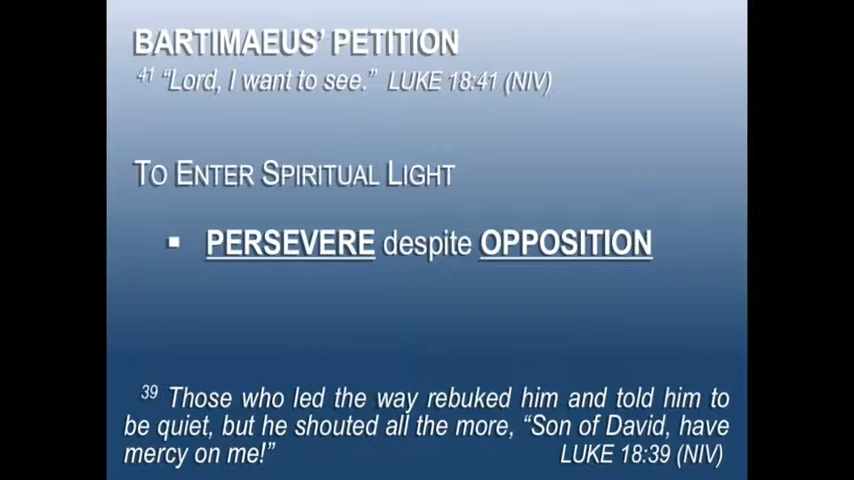 BARTIMAEUS’ PETITION
41 “Lord, I want to see.” LUKE 18:41 (NIV)
TO ENTER SPIRITUAL LIGHT
▪ PERSEVERE despite OPPOSITION
39 Those who led the way rebuked him and told him to
be quiet, but he shouted all the more, “Son of David, have
mercy on me!” LUKE 18:39 (NIV)